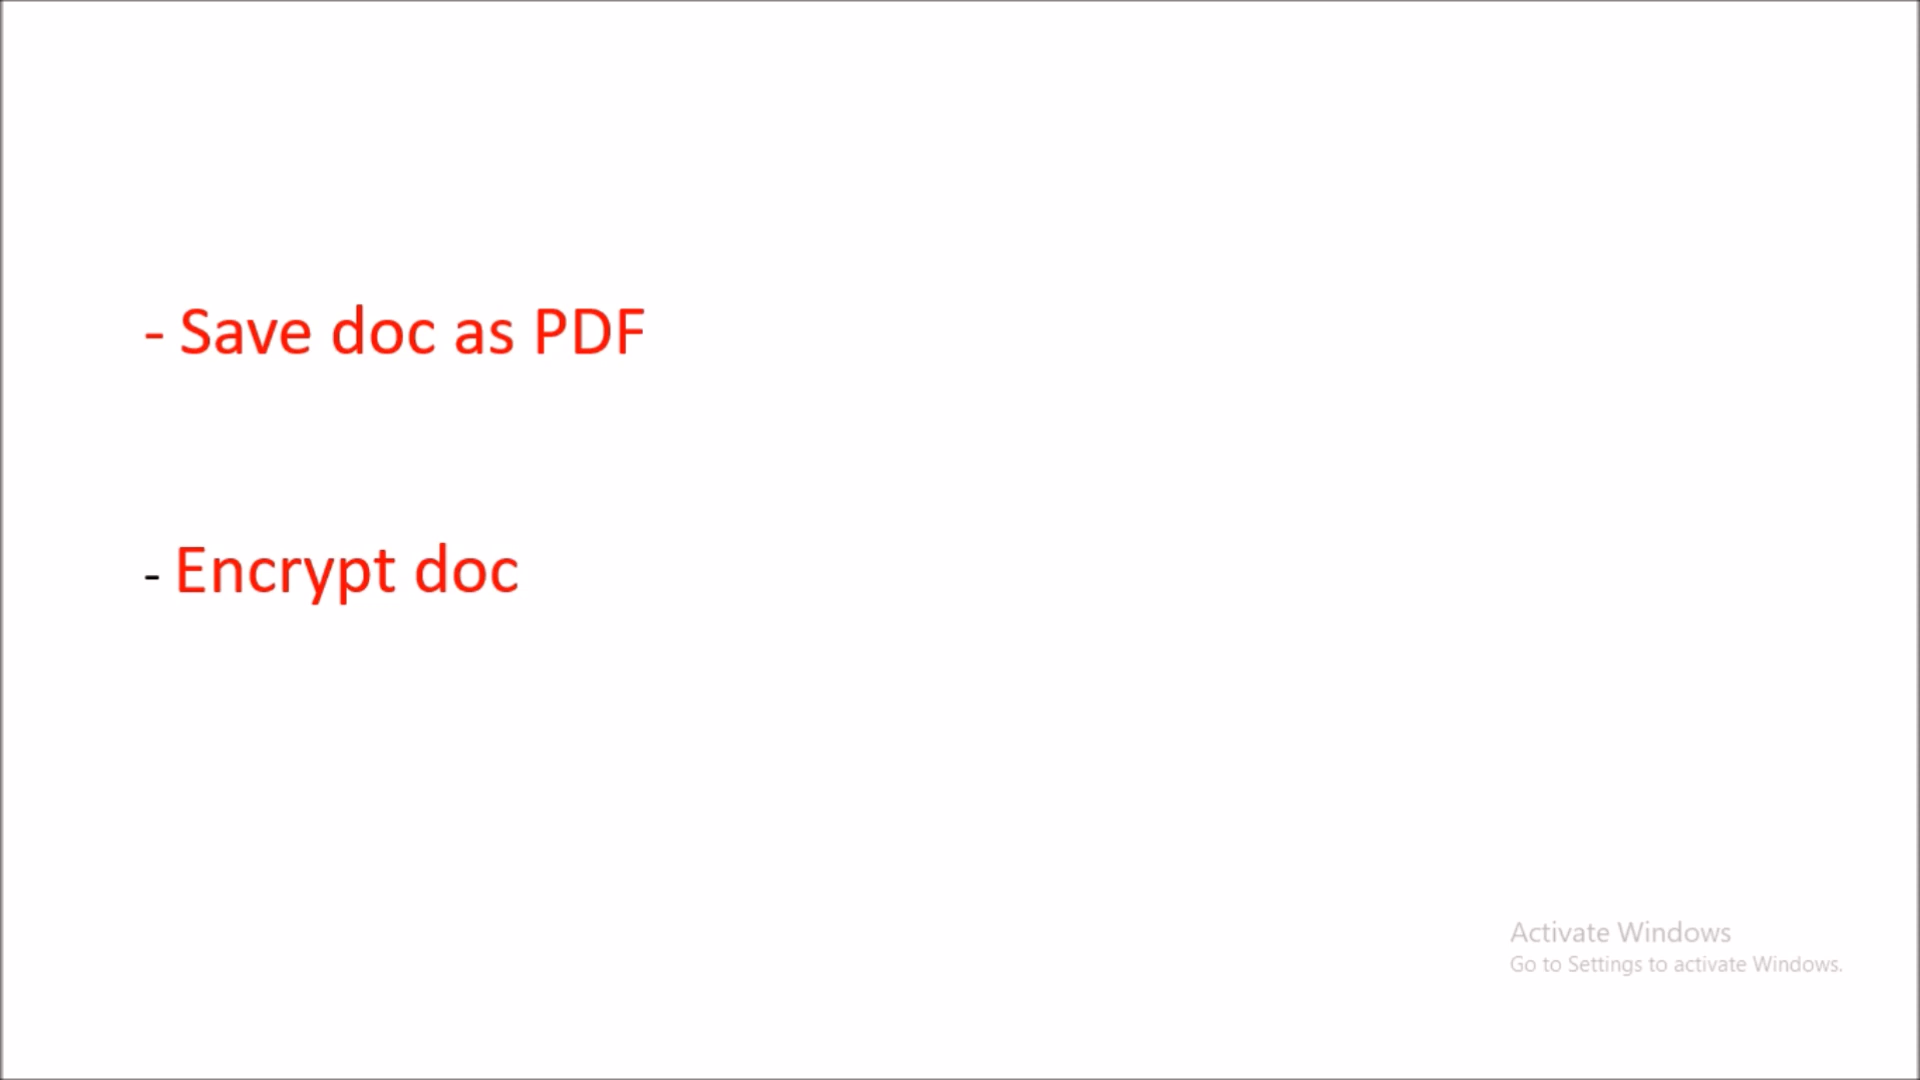 - Save doc as PDF
- Encrypt doc
Activate Windows
Go to Settings to activate Windows.